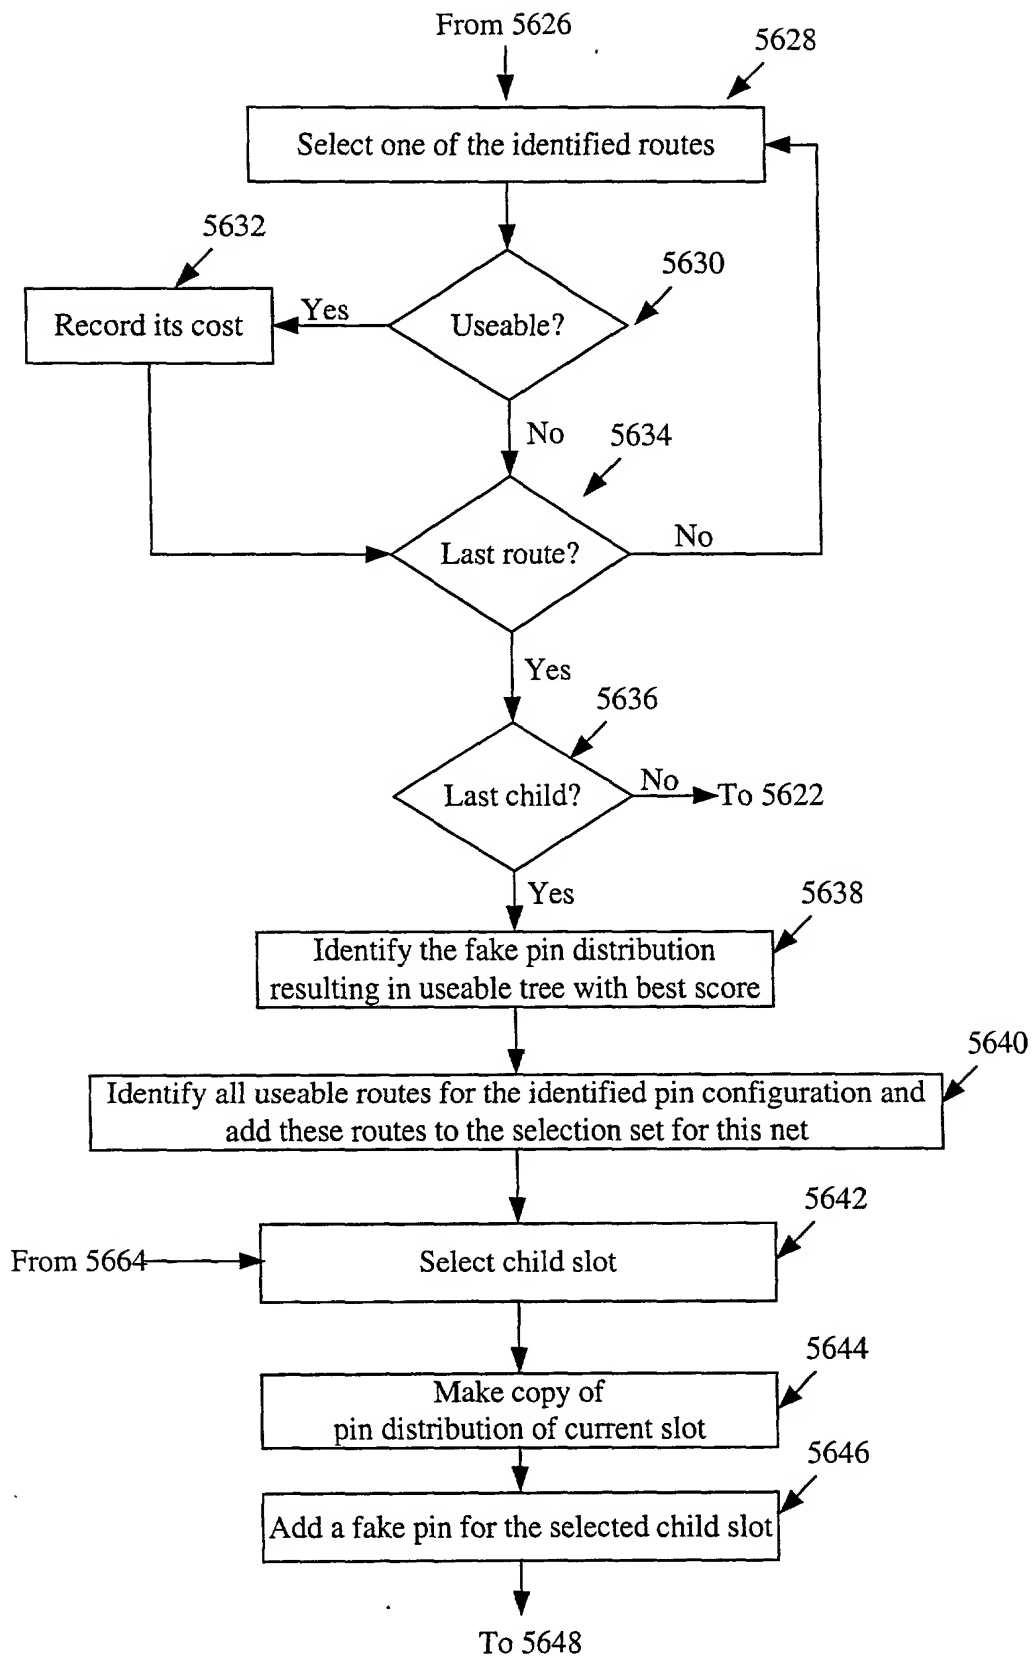 From 5626
5628
Select one of the identified routes
5632
5630
Record its cost
Yes
Useable?
No
5634
Last route?
No
Yes
5636
Last child?
No
To 5622
Yes
5638
Identify the fake pin distribution
resulting in useable tree with best score
5640
Identify all useable routes for the identified pin configuration and
add these routes to the selection set for this net
5642
From 5664
Select child slot
5644
Make copy of
pin distribution of current slot
5646
Add a fake pin for the selected child slot
To 5648